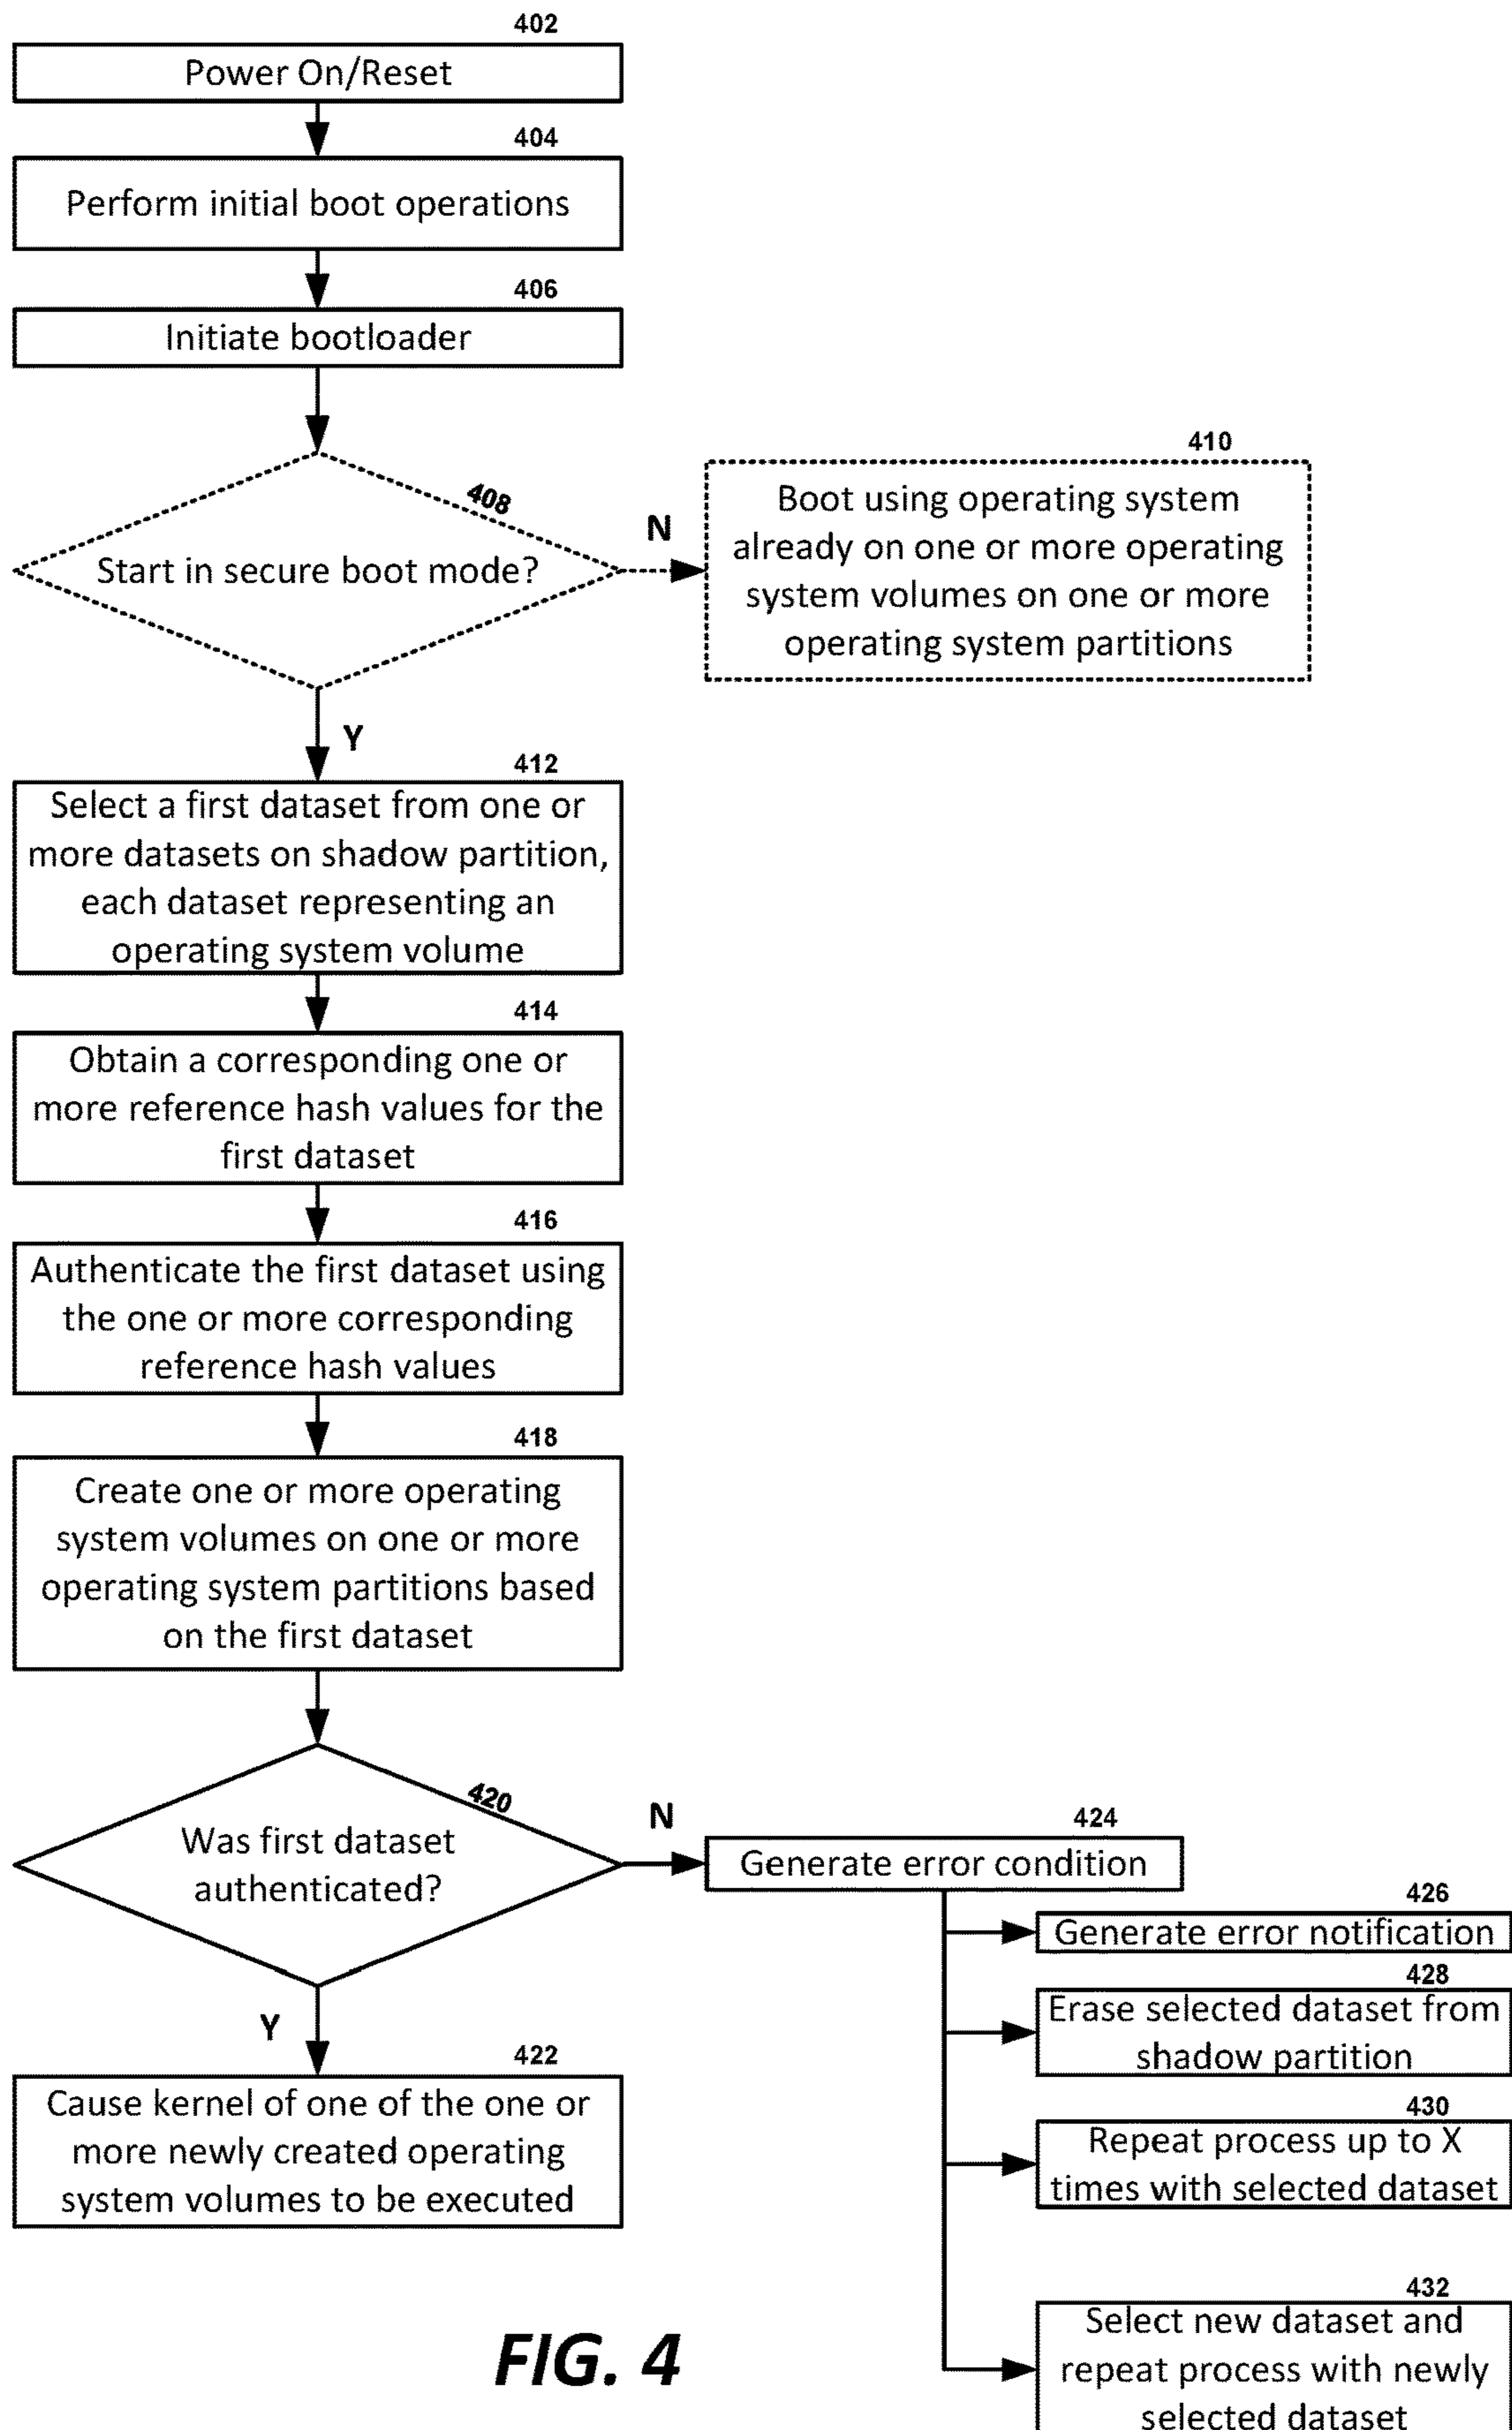 402
Power On/Reset
404
Perform initial boot operations
406
Initiate bootloader
408
Start in secure boot mode?
N
410
Boot using operating system
already on one or more operating
system volumes on one or more
operating system partitions
Y
412
Select a first dataset from one or
more datasets on shadow partition,
each dataset representing an
operating system volume
414
Obtain a corresponding one or
more reference hash values for the
first dataset
416
Authenticate the first dataset using
the one or more corresponding
reference hash values
418
Create one or more operating
system volumes on one or more
operating system partitions based
on the first dataset
420
Was first dataset
authenticated?
N
424
Generate error condition
426
Generate error notification
428
Erase selected dataset from
shadow partition
430
Repeat process up to X
times with selected dataset
432
Select new dataset and
repeat process with newly
selected dataset
Y
422
Cause kernel of one of the one or
more newly created operating
system volumes to be executed
FIG. 4